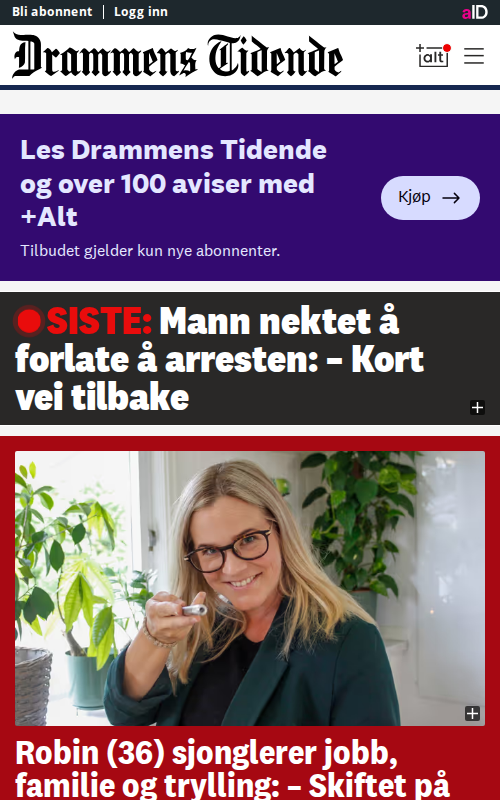 Bli abonnent
Logg inn
aID
Drammens Tidende
+alt
Les Drammens Tidende
og over 100 aviser med
+Alt
Kjøp
Tilbudet gjelder kun nye abonnenter.
SISTE: Mann nektet å
forlate å arresten: – Kort
vei tilbake
Robin (36) sjonglerer jobb,
familie og trylling: – Skiftet på